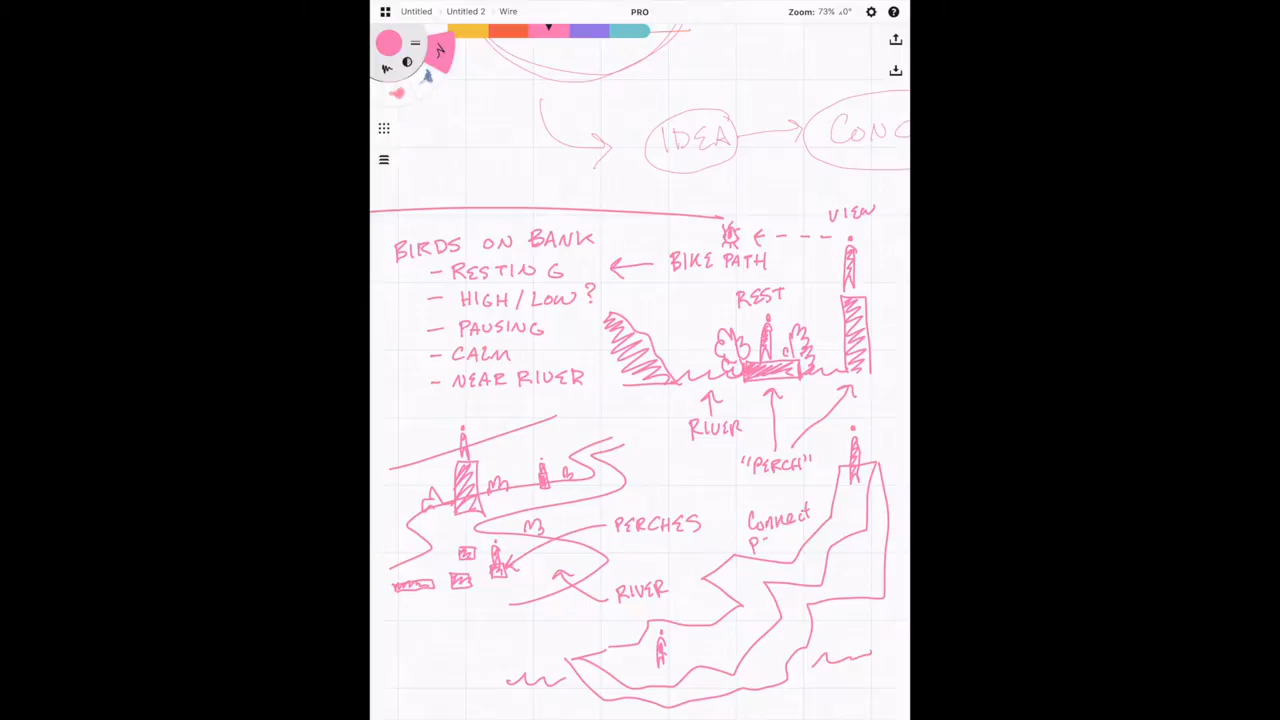 Untitled Untitled 2 Wire PRO Zoom: 73% ⊿0°
IDEA
VIEW
BIRDS ON BANK
- RESTING
- HIGH/LOW?
- PAUSING
- CALM
- NEAR RIVER
BIKE PATH
REST
RIVER
"PERCH"
PERCHES
RIVER
Connect
P